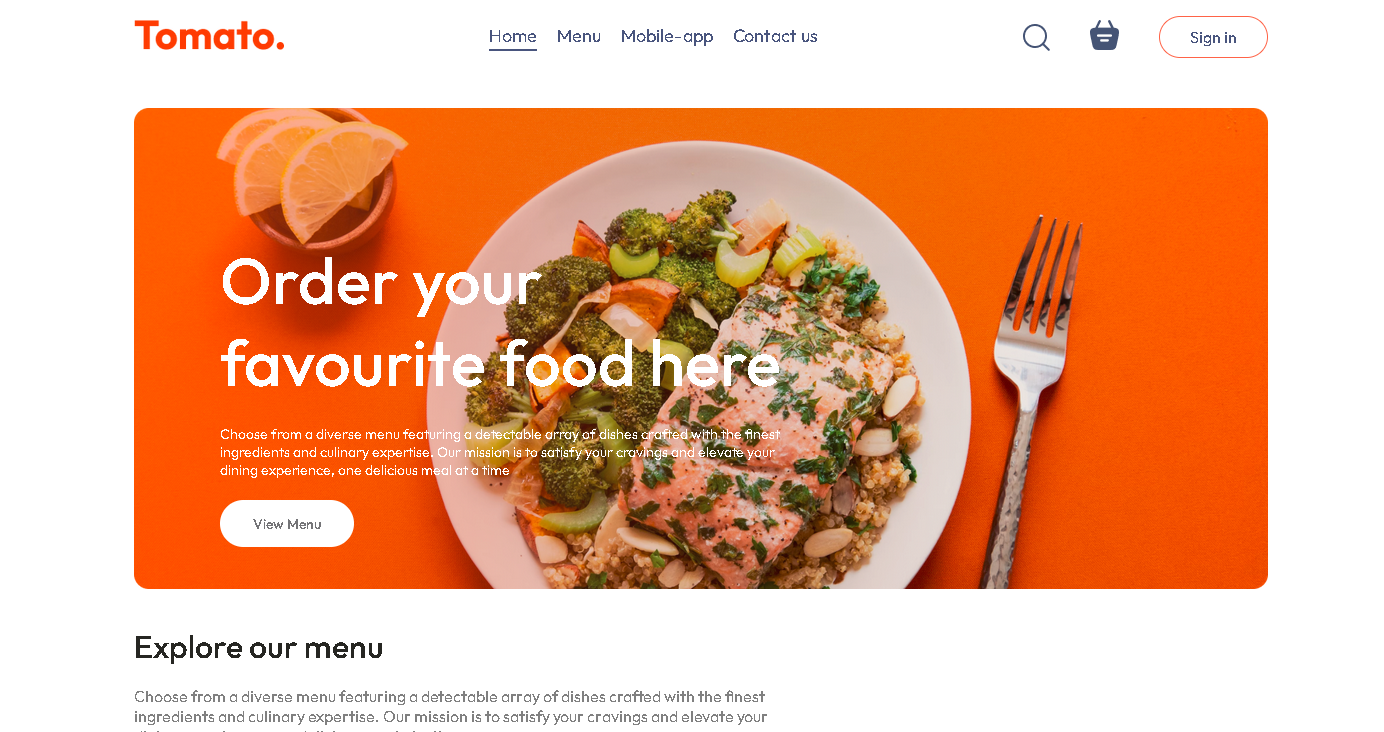 Tomato.
Home Menu Mobile-app Contact us
Sign in
Order your
favourite food here
Choose from a diverse menu featuring a detectable array of dishes crafted with the finest
ingredients and culinary expertise. Our mission is to satisfy your cravings and elevate your
dining experience, one delicious meal at a time
View Menu
Explore our menu
Choose from a diverse menu featuring a detectable array of dishes crafted with the finest
ingredients and culinary expertise. Our mission is to satisfy your cravings and elevate your